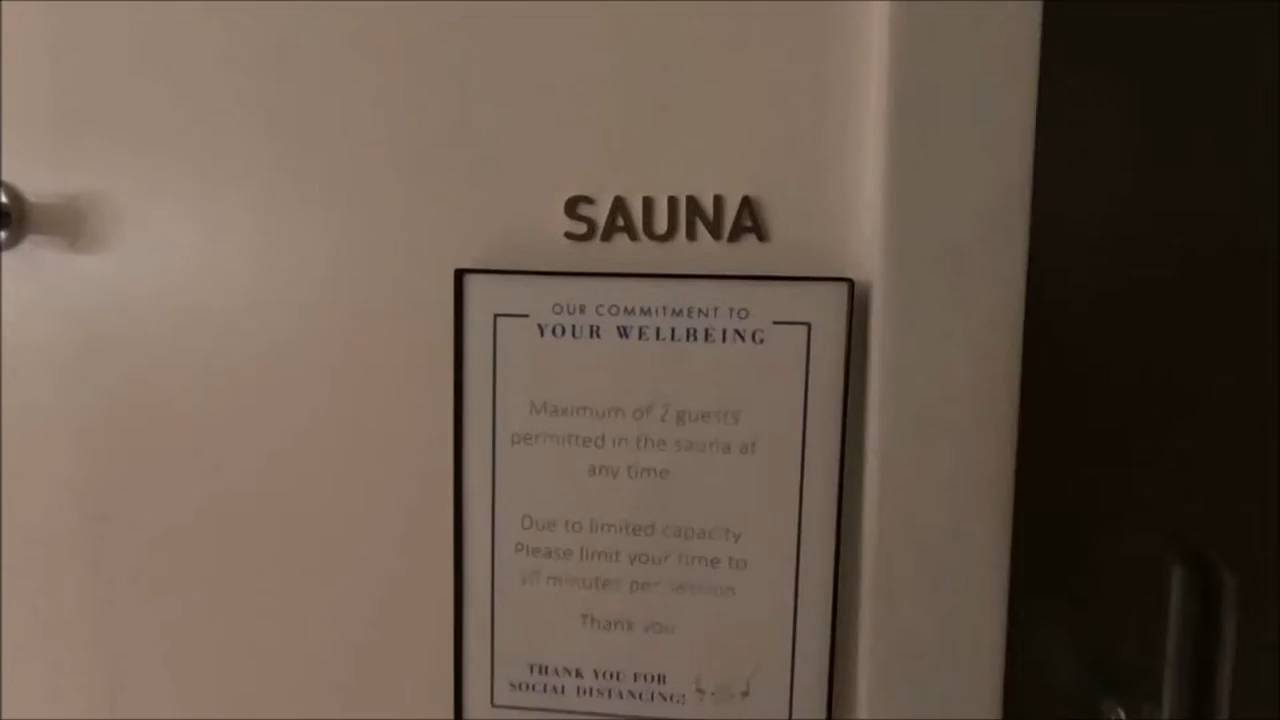 SAUNA
OUR COMMITMENT TO
YOUR WELLBEING
Maximum of 2 guests
permitted in the sauna at
any time
Due to limited capacity
Please limit your time to
minutes per session
Thank you
THANK YOU FOR
SOCIAL DISTANCING!